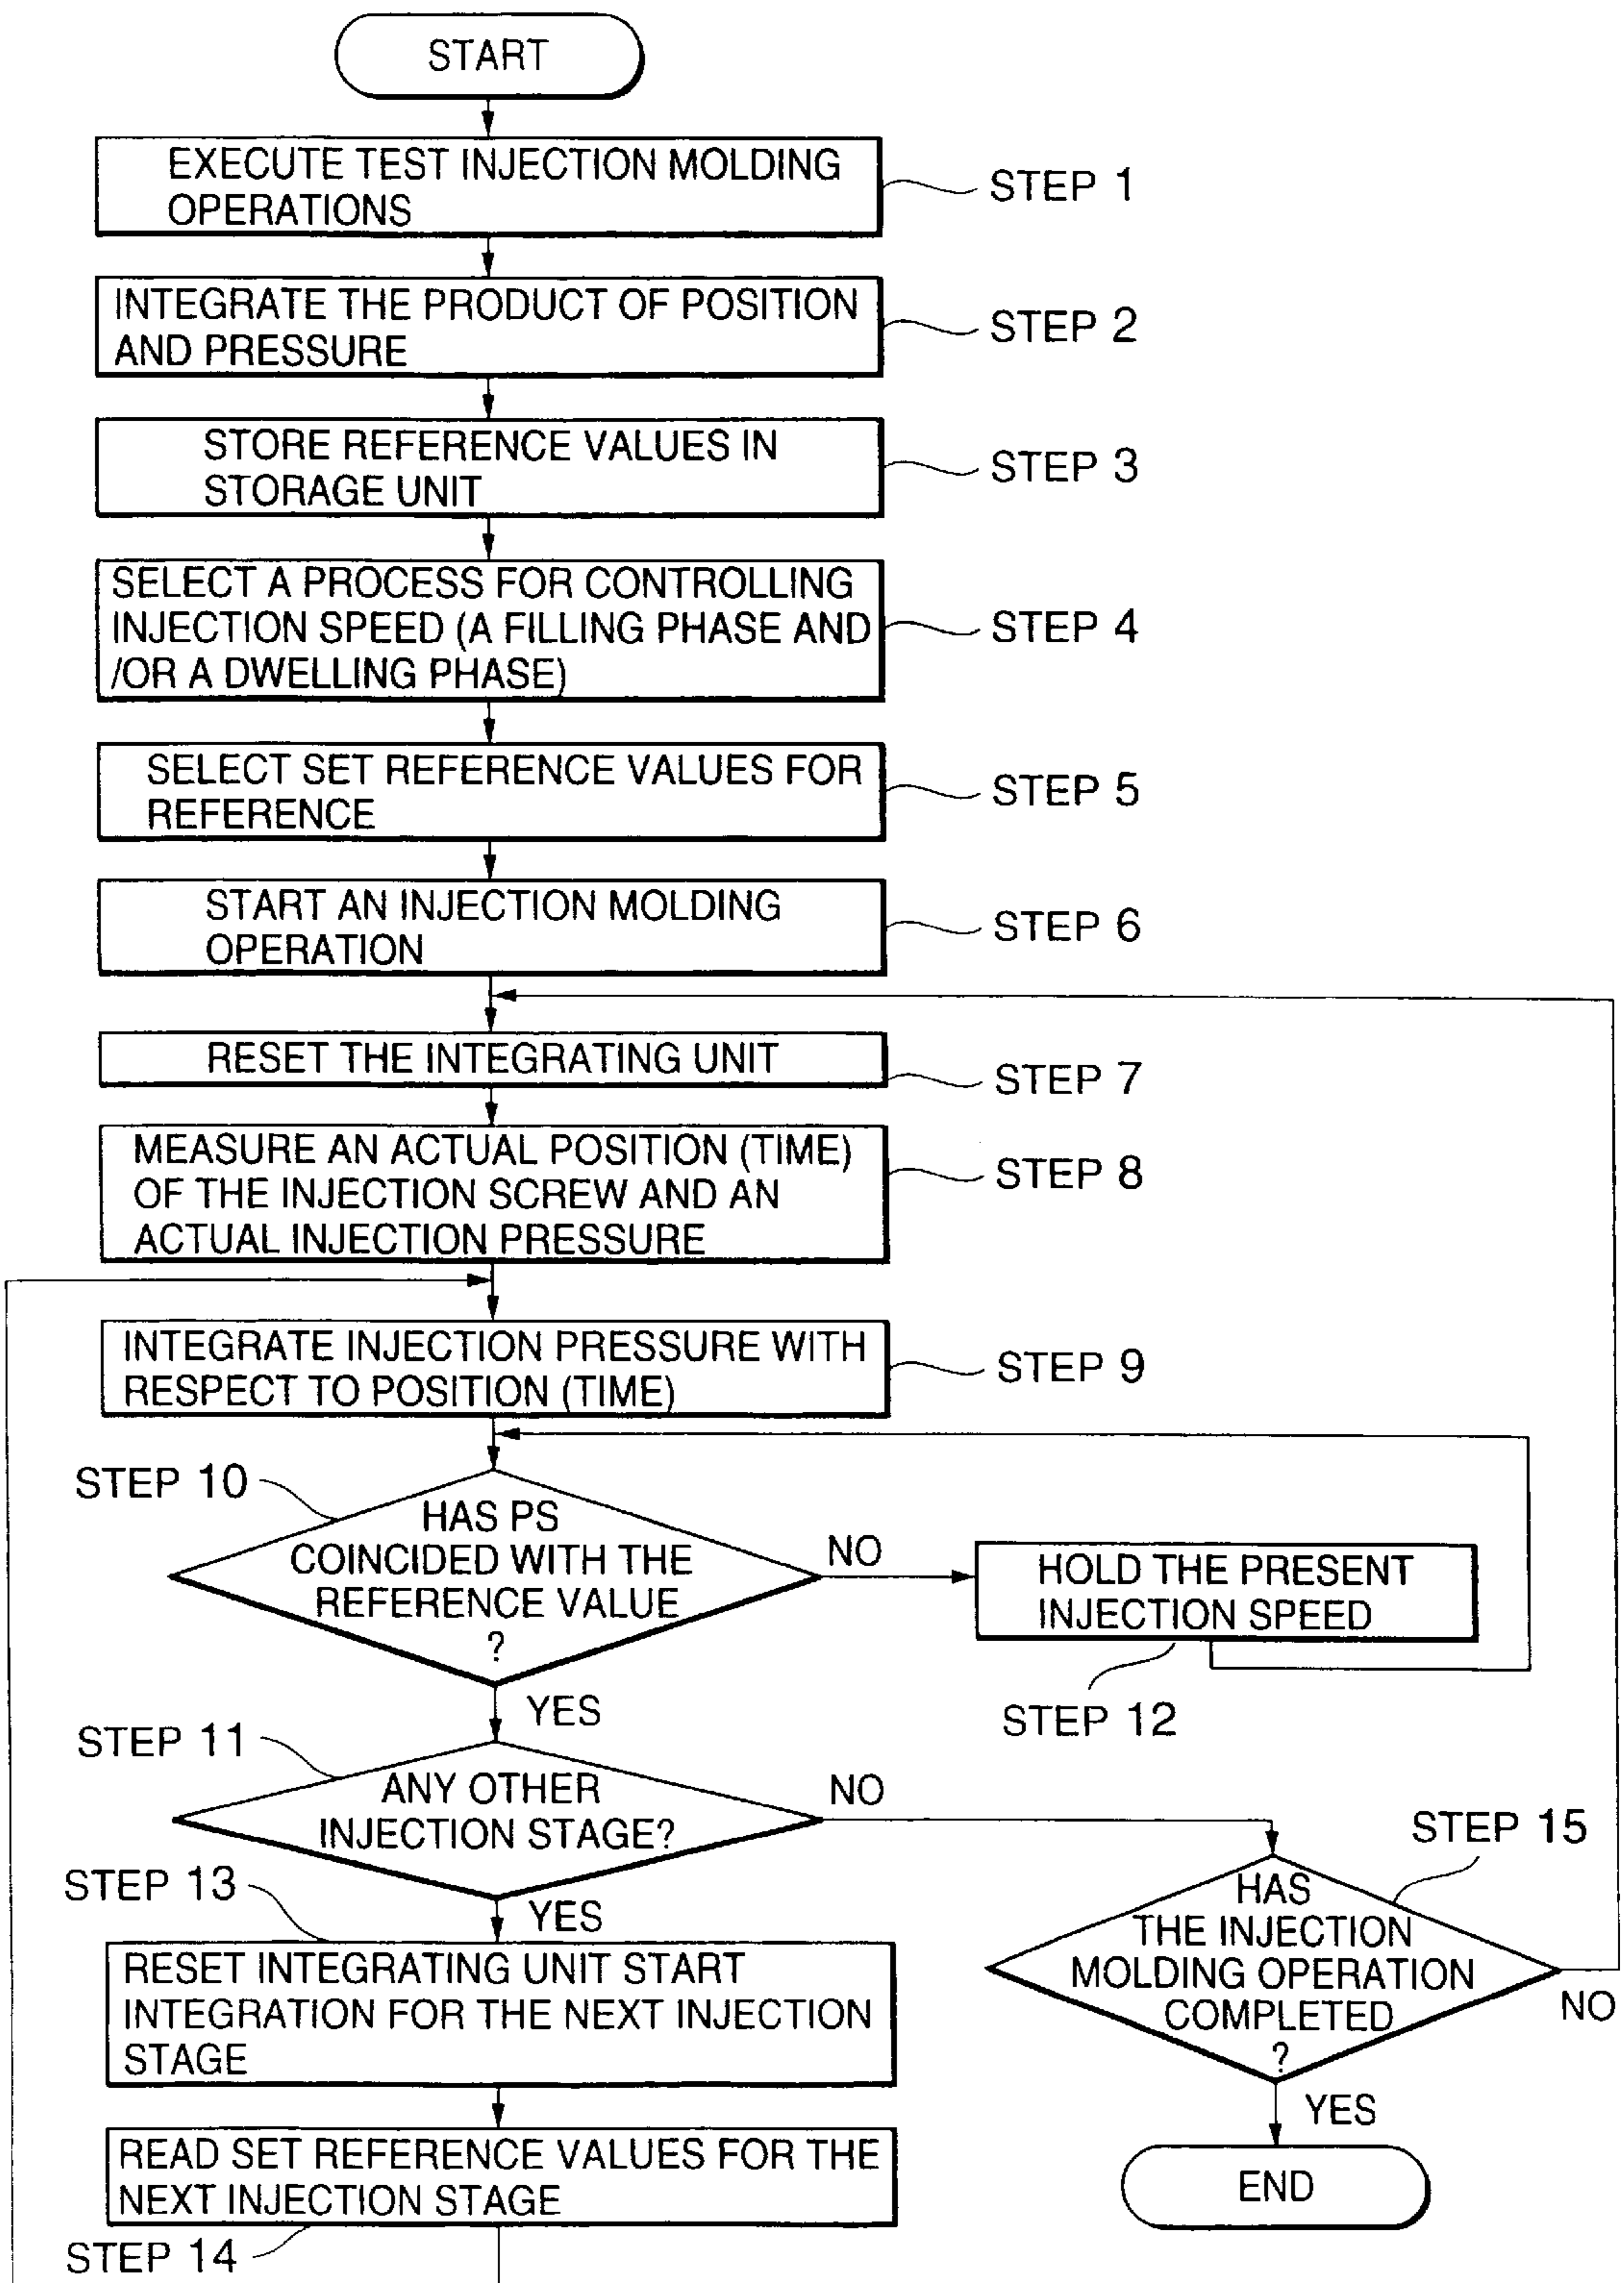 START
EXECUTE TEST INJECTION MOLDING
OPERATIONS
STEP 1
INTEGRATE THE PRODUCT OF POSITION
AND PRESSURE
STEP 2
STORE REFERENCE VALUES IN
STORAGE UNIT
STEP 3
SELECT A PROCESS FOR CONTROLLING
INJECTION SPEED (A FILLING PHASE AND
/OR A DWELLING PHASE)
STEP 4
SELECT SET REFERENCE VALUES FOR
REFERENCE
STEP 5
START AN INJECTION MOLDING
OPERATION
STEP 6
RESET THE INTEGRATING UNIT
STEP 7
MEASURE AN ACTUAL POSITION (TIME)
OF THE INJECTION SCREW AND AN
ACTUAL INJECTION PRESSURE
STEP 8
INTEGRATE INJECTION PRESSURE WITH
RESPECT TO POSITION (TIME)
STEP 9
STEP 10
HAS PS
COINCIDED WITH THE
REFERENCE VALUE
?
NO
HOLD THE PRESENT
INJECTION SPEED
STEP 12
YES
STEP 11
ANY OTHER
INJECTION STAGE?
NO
STEP 15
HAS
THE INJECTION
MOLDING OPERATION
COMPLETED
?
NO
YES
END
STEP 13
YES
RESET INTEGRATING UNIT START
INTEGRATION FOR THE NEXT INJECTION
STAGE
READ SET REFERENCE VALUES FOR THE
NEXT INJECTION STAGE
STEP 14